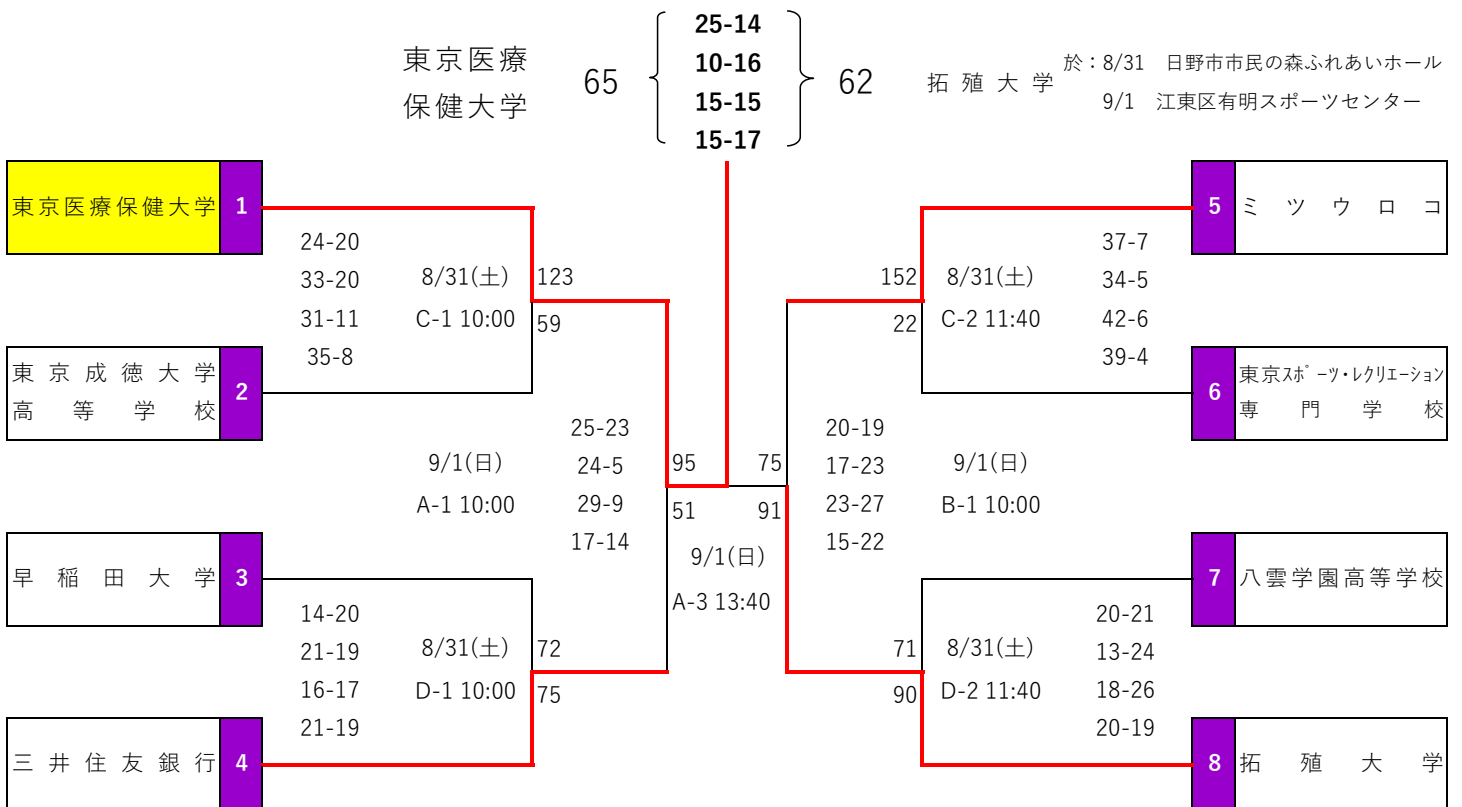 東京医療
保健大学
65
25-14
10-16
15-15
15-17
62
拓殖大学
於：8/31　日野市市民の森ふれあいホール
9/1　江東区有明スポーツセンター
東京医療保健大学 1
24-20
33-20
31-11
35-8
8/31(土)
C-1 10:00
123
59
東京成徳大学
高等学校
2
25-23
24-5
29-9
17-14
9/1(日)
A-1 10:00
95
51
早稲田大学 3
14-20
21-19
16-17
21-19
8/31(土)
D-1 10:00
72
75
三井住友銀行 4
9/1(日)
A-3 13:40
5 ミツウロコ
37-7
34-5
42-6
39-4
8/31(土)
C-2 11:40
152
22
6
東京ｽﾎﾟｰﾂ・ﾚｸﾘｴｰｼｮﾝ
専門学校
20-19
17-23
23-27
15-22
9/1(日)
B-1 10:00
75
91
7 八雲学園高等学校
20-21
13-24
18-26
20-19
8/31(土)
D-2 11:40
71
90
8 拓殖大学